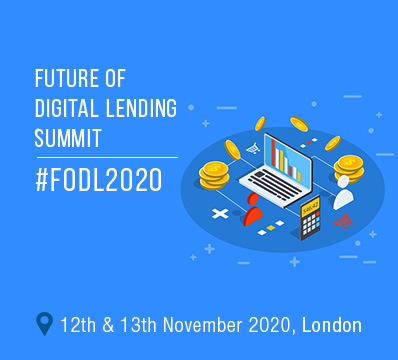 FUTURE OF
DIGITAL LENDING
SUMMIT
#FODL2020
12th & 13th November 2020, London